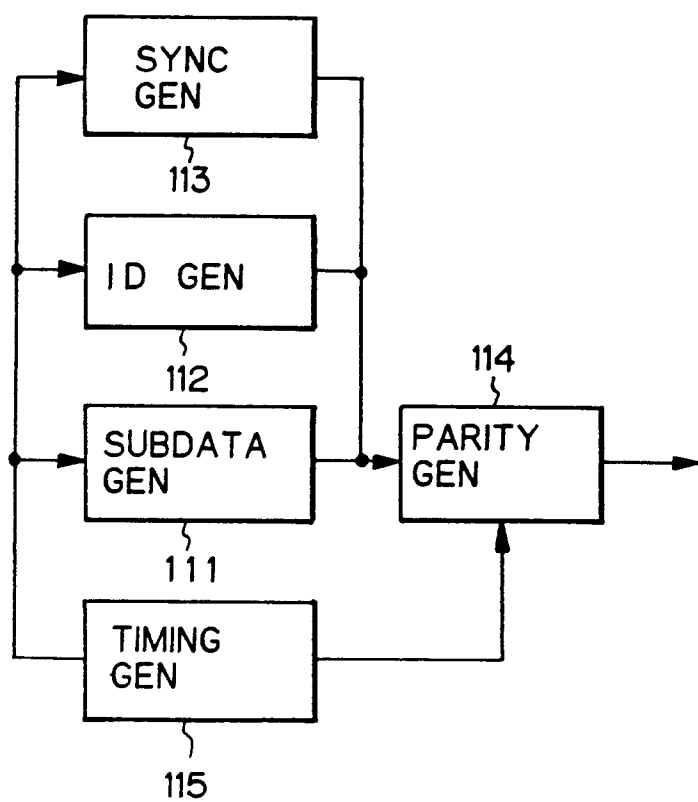 SYNC
GEN
113
ID GEN
112
114
SUBDATA
GEN
111
PARITY
GEN
TIMING
GEN
115